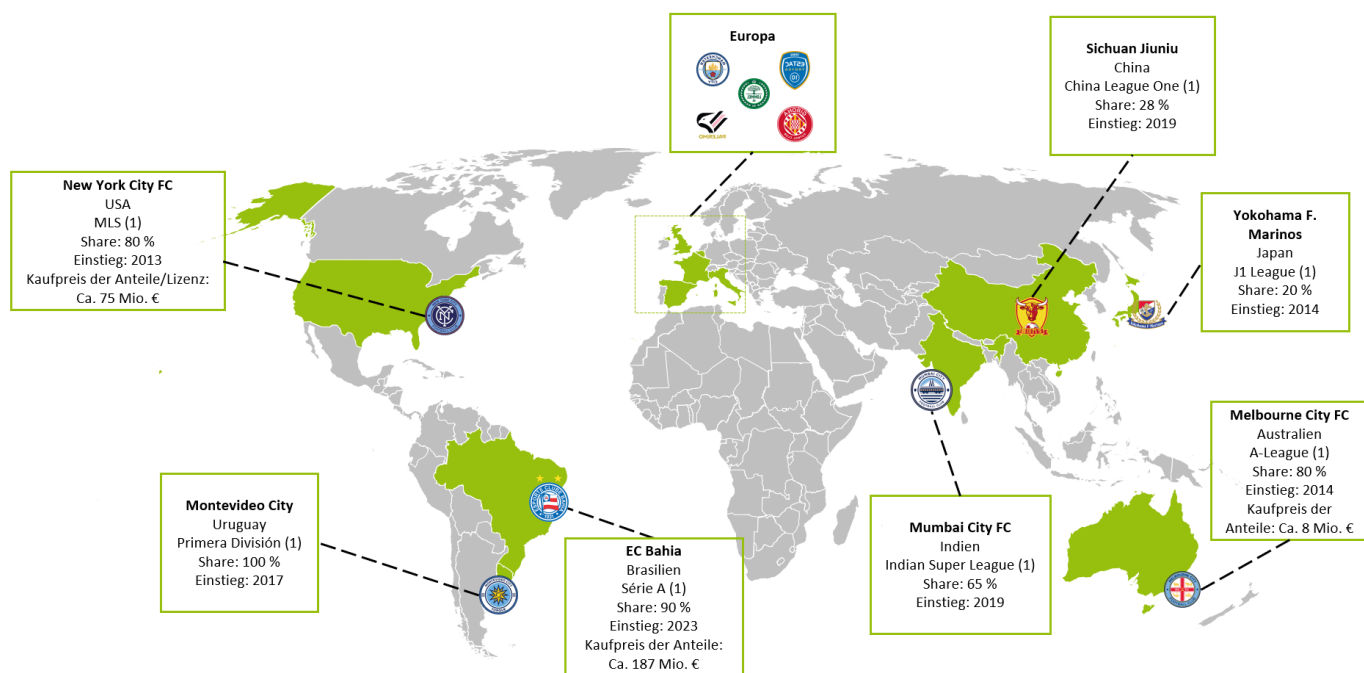 Europa
Sichuan Jiuniu
China
China League One (1)
Share: 28 %
Einstieg: 2019
New York City FC
USA
MLS (1)
Share: 80 %
Einstieg: 2013
Kaufpreis der Anteile/Lizenz:
Ca. 75 Mio. €
Yokohama F.
Marinos
Japan
J1 League (1)
Share: 20 %
Einstieg: 2014
Melbourne City FC
Australien
A-League (1)
Share: 80 %
Einstieg: 2014
Kaufpreis der
Anteile: Ca. 8 Mio. €
Montevideo City
Uruguay
Primera División (1)
Share: 100 %
Einstieg: 2017
EC Bahia
Brasilien
Série A (1)
Share: 90 %
Einstieg: 2023
Kaufpreis der Anteile:
Ca. 187 Mio. €
Mumbai City FC
Indien
Indian Super League (1)
Share: 65 %
Einstieg: 2019